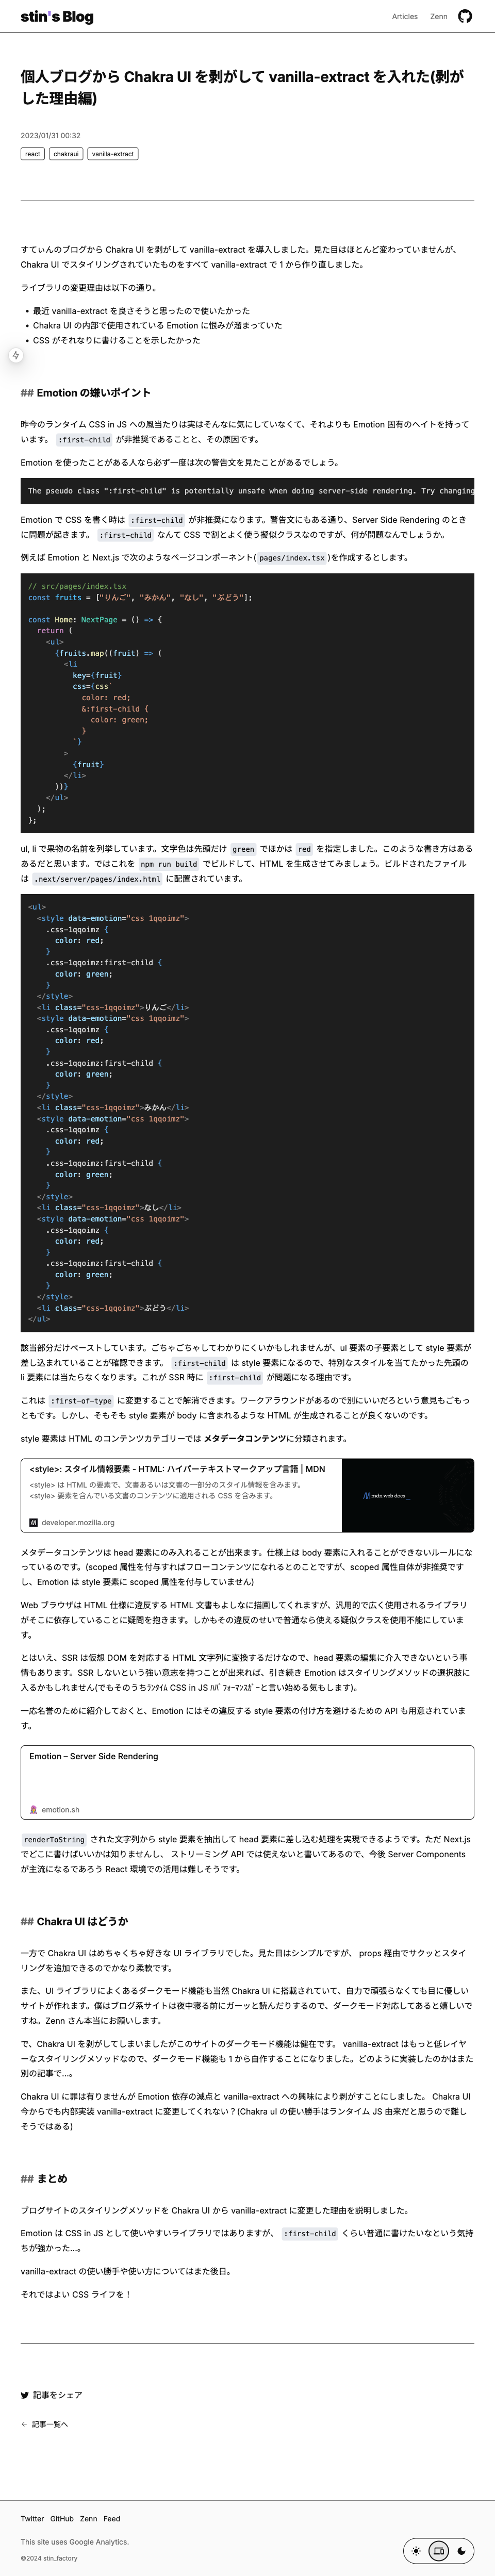 stin's Blog
Articles Zenn
個人ブログから Chakra UI を剥がして vanilla-extract を入れた(剥が
した理由編)
2023/01/31 00:32
react chakraui vanilla-extract
すてぃんのブログから Chakra UI を剥がして vanilla-extract を導入しました。見た目はほとんど変わっていませんが、
Chakra UI でスタイリングされていたものをすべて vanilla-extract で 1 から作り直しました。
ライブラリの変更理由は以下の通り。
• 最近 vanilla-extract を良さそうと思ったので使いたかった
• Chakra UI の内部で使用されている Emotion に恨みが溜まっていた
• CSS がそれなりに書けることを示したかった
## Emotion の嫌いポイント
昨今のランタイム CSS in JS への風当たりは実はそんなに気にしていなくて、それよりも Emotion 固有のヘイトを持って
います。 :first-child が非推奨であることと、その原因です。
Emotion を使ったことがある人なら必ず一度は次の警告文を見たことがあるでしょう。
The pseudo class ":first-child" is potentially unsafe when doing server-side rendering. Try changing
Emotion で CSS を書く時は :first-child が非推奨になります。警告文にもある通り、Server Side Rendering のとき
に問題が起きます。 :first-child なんて CSS で割とよく使う擬似クラスなのですが、何が問題なんでしょうか。
例えば Emotion と Next.js で次のようなページコンポーネント( pages/index.tsx )を作成するとします。
// src/pages/index.tsx
const fruits = ["りんご", "みかん", "なし", "ぶどう"];
const Home: NextPage = () => {
return (
<ul>
{fruits.map((fruit) => (
<li
key={fruit}
css={css`
color: red;
&:first-child {
color: green;
}
`}
>
{fruit}
</li>
))}
</ul>
);
};
ul, li で果物の名前を列挙しています。文字色は先頭だけ green でほかは red を指定しました。このような書き方はある
あるだと思います。ではこれを npm run build でビルドして、HTML を生成させてみましょう。ビルドされたファイル
は .next/server/pages/index.html に配置されています。
<ul>
<style data-emotion="css 1qqoimz">
.css-1qqoimz {
color: red;
}
.css-1qqoimz:first-child {
color: green;
}
</style>
<li class="css-1qqoimz">りんご</li>
<style data-emotion="css 1qqoimz">
.css-1qqoimz {
color: red;
}
.css-1qqoimz:first-child {
color: green;
}
</style>
<li class="css-1qqoimz">みかん</li>
<style data-emotion="css 1qqoimz">
.css-1qqoimz {
color: red;
}
.css-1qqoimz:first-child {
color: green;
}
</style>
<li class="css-1qqoimz">なし</li>
<style data-emotion="css 1qqoimz">
.css-1qqoimz {
color: red;
}
.css-1qqoimz:first-child {
color: green;
}
</style>
<li class="css-1qqoimz">ぶどう</li>
</ul>
該当部分だけペーストしています。ごちゃごちゃしてわかりにくいかもしれませんが、ul 要素の子要素として style 要素が
差し込まれていることが確認できます。 :first-child は style 要素になるので、特別なスタイルを当てたかった先頭の
li 要素には当たらなくなります。これが SSR 時に :first-child が問題になる理由です。
これは :first-of-type に変更することで解消できます。ワークアラウンドがあるので別にいいだろという意見もごもっ
ともです。しかし、そもそも style 要素が body に含まれるような HTML が生成されることが良くないのです。
style 要素は HTML のコンテンツカテゴリーでは メタデータコンテンツに分類されます。
<style>: スタイル情報要素 - HTML: ハイパーテキストマークアップ言語 | MDN
<style> は HTML の要素で、文書あるいは文書の一部分のスタイル情報を含みます。
<style> 要素を含んでいる文書のコンテンツに適用される CSS を含みます。
developer.mozilla.org
mdn web docs_
メタデータコンテンツは head 要素にのみ入れることが出来ます。仕様上は body 要素に入れることができないルールにな
っているのです。(scoped 属性を付与すればフローコンテンツになれるとのことですが、scoped 属性自体が非推奨です
し、Emotion は style 要素に scoped 属性を付与していません)
Web ブラウザは HTML 仕様に違反する HTML 文書もよしなに描画してくれますが、汎用的で広く使用されるライブラリ
がそこに依存していることに疑問を抱きます。しかもその違反のせいで普通なら使える疑似クラスを使用不能にしていま
す。
とはいえ、SSR は仮想 DOM を対応する HTML 文字列に変換するだけなので、head 要素の編集に介入できないという事
情もあります。SSR しないという強い意志を持つことが出来れば、引き続き Emotion はスタイリングメソッドの選択肢に
入るかもしれません(でもそのうちﾗﾝﾀｲﾑ CSS in JS ﾊﾊﾟﾌｫｰﾏﾝｽｶﾞｰと言い始める気もします)。
一応名誉のために紹介しておくと、Emotion にはその違反する style 要素の付け方を避けるための API も用意されていま
す。
Emotion – Server Side Rendering
emotion.sh
renderToString された文字列から style 要素を抽出して head 要素に差し込む処理を実現できるようです。ただ Next.js
でどこに書けばいいかは知りませんし、 ストリーミング API では使えないと書いてあるので、今後 Server Components
が主流になるであろう React 環境での活用は難しそうです。
## Chakra UI はどうか
一方で Chakra UI はめちゃくちゃ好きな UI ライブラリでした。見た目はシンプルですが、 props 経由でサクッとスタイ
リングを追加できるのでかなり柔軟です。
また、UI ライブラリによくあるダークモード機能も当然 Chakra UI に搭載されていて、自力で頑張らなくても目に優しい
サイトが作れます。僕はブログ系サイトは夜中寝る前にガーッと読んだりするので、ダークモード対応してあると嬉しいで
すね。Zenn さん本当にお願いします。
で、Chakra UI を剥がしてしまいましたがこのサイトのダークモード機能は健在です。 vanilla-extract はもっと低レイヤ
ーなスタイリングメソッドなので、ダークモード機能も 1 から自作することになりました。どのように実装したのかはまた
別の記事で…。
Chakra UI に罪は有りませんが Emotion 依存の減点と vanilla-extract への興味により剥がすことにしました。 Chakra UI
今からでも内部実装 vanilla-extract に変更してくれない？(Chakra uI の使い勝手はランタイム JS 由来だと思うので難し
そうではある)
## まとめ
ブログサイトのスタイリングメソッドを Chakra UI から vanilla-extract に変更した理由を説明しました。
Emotion は CSS in JS として使いやすいライブラリではありますが、 :first-child くらい普通に書けたいなという気持
ちが強かった…。
vanilla-extract の使い勝手や使い方についてはまた後日。
それではよい CSS ライフを！
記事をシェア
← 記事一覧へ
Twitter GitHub Zenn Feed
This site uses Google Analytics.
©2024 stin_factory